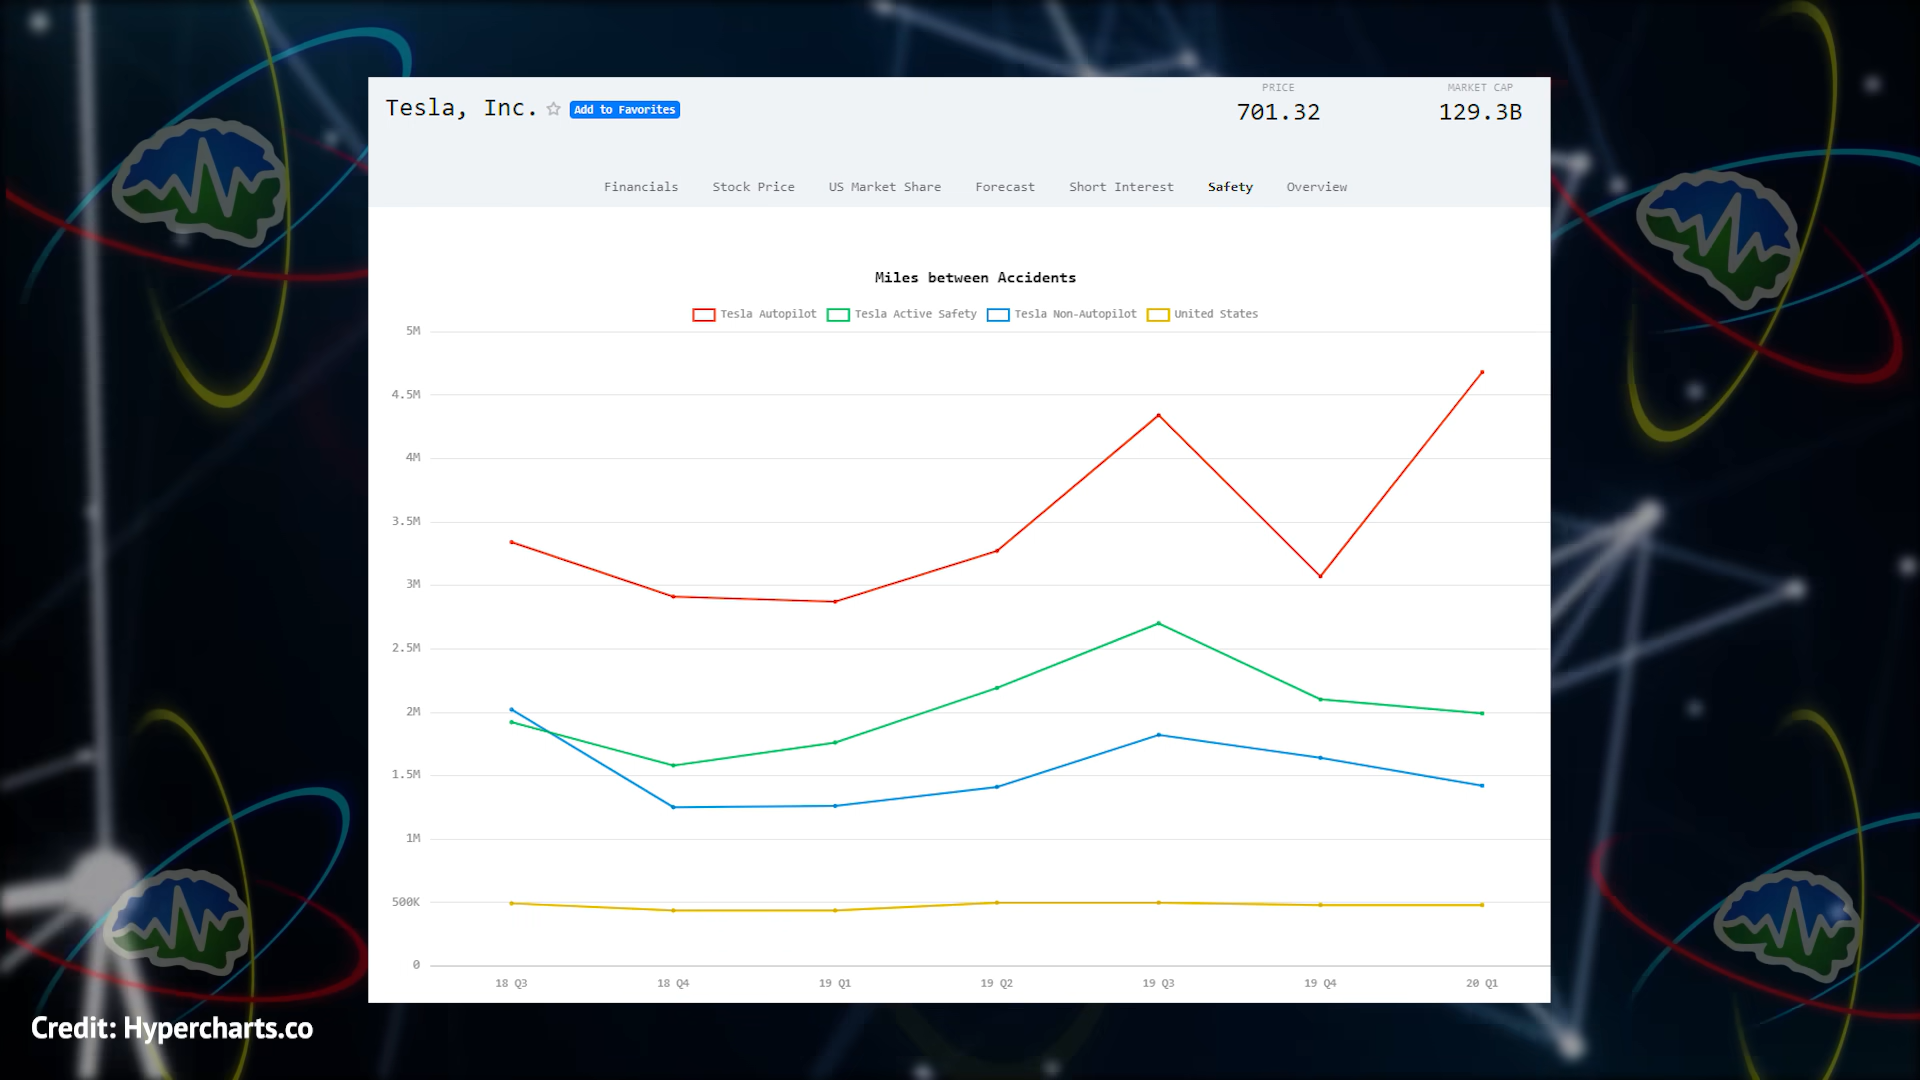 Tesla, Inc. Add to Favorites
PRICE
701.32
MARKET CAP
129.3B
Financials Stock Price US Market Share Forecast Short Interest Safety Overview
Miles between Accidents
Tesla Autopilot Tesla Active Safety Tesla Non-Autopilot United States
5M
4.5M
4M
3.5M
3M
2.5M
2M
1.5M
1M
500K
0
18 Q3 18 Q4 19 Q1 19 Q2 19 Q3 19 Q4 20 Q1
Credit: Hypercharts.co